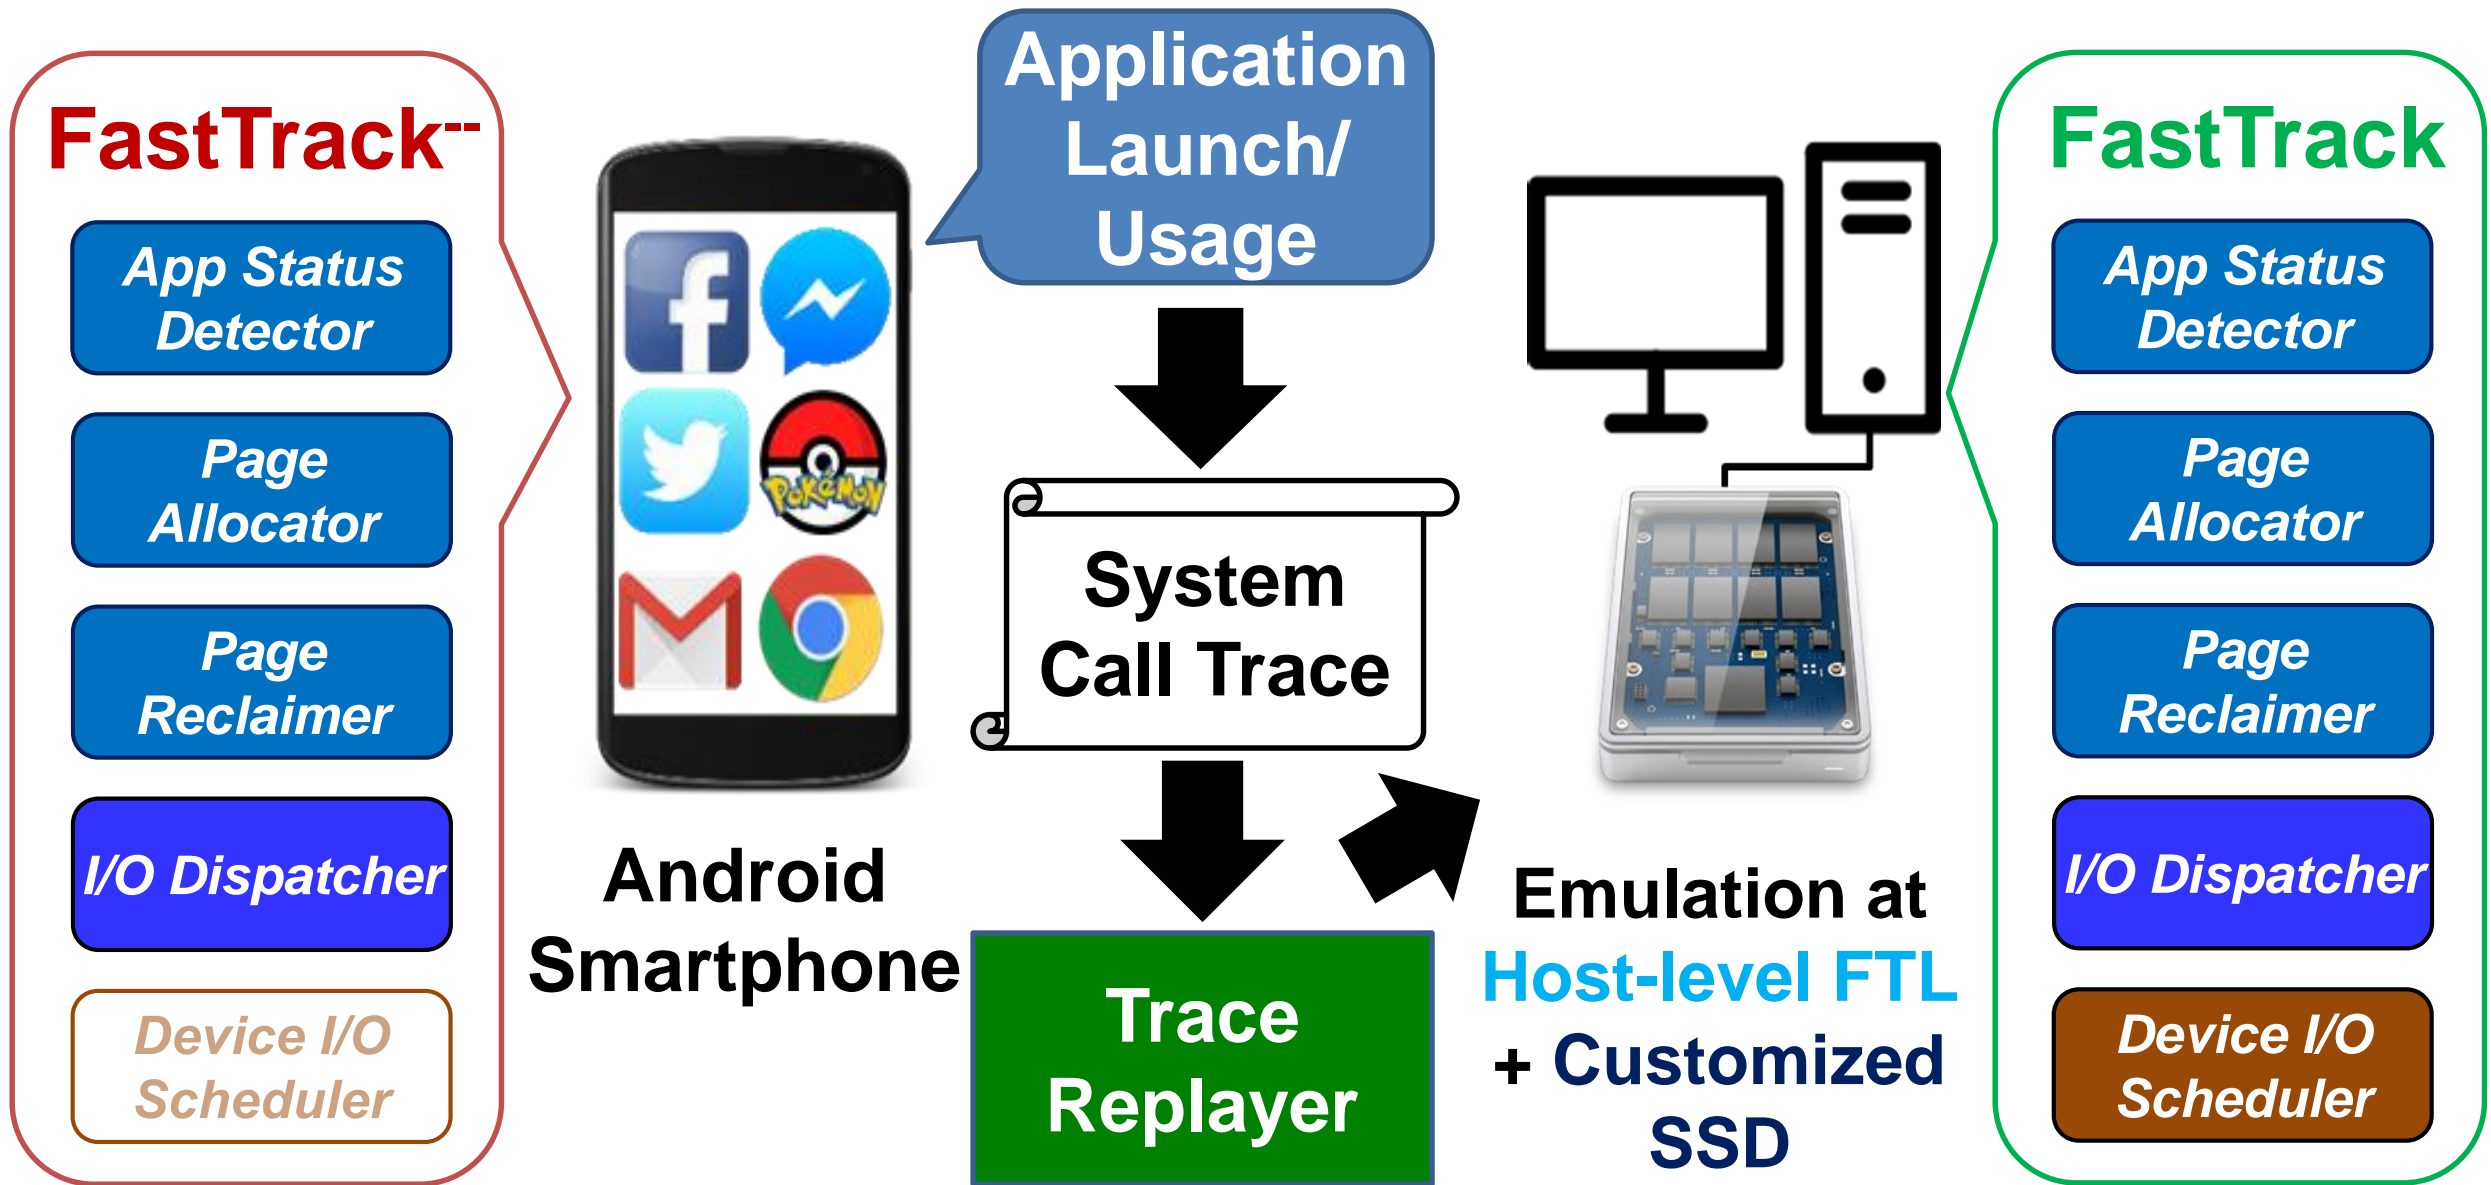 FastTrack--
App Status
Detector
Page
Allocator
Page
Reclaimer
I/O Dispatcher
Device I/O
Scheduler
POKéMON
Android
Smartphone
Application
Launch/
Usage
System
Call Trace
Trace
Replayer
Emulation at
Host-level FTL
+ Customized
SSD
FastTrack
App Status
Detector
Page
Allocator
Page
Reclaimer
I/O Dispatcher
Device I/O
Scheduler